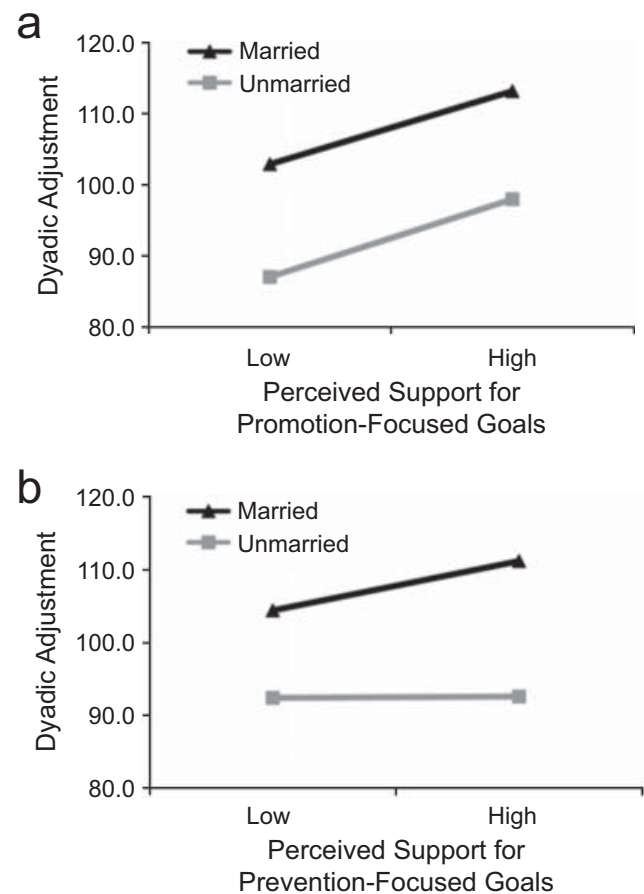 a
120.0
Married
Unmarried
110.0
100.0
90.0
80.0
Dyadic Adjustment
Low
High
Perceived Support for
Promotion-Focused Goals
b
120.0
Married
Unmarried
110.0
100.0
90.0
80.0
Dyadic Adjustment
Low
High
Perceived Support for
Prevention-Focused Goals